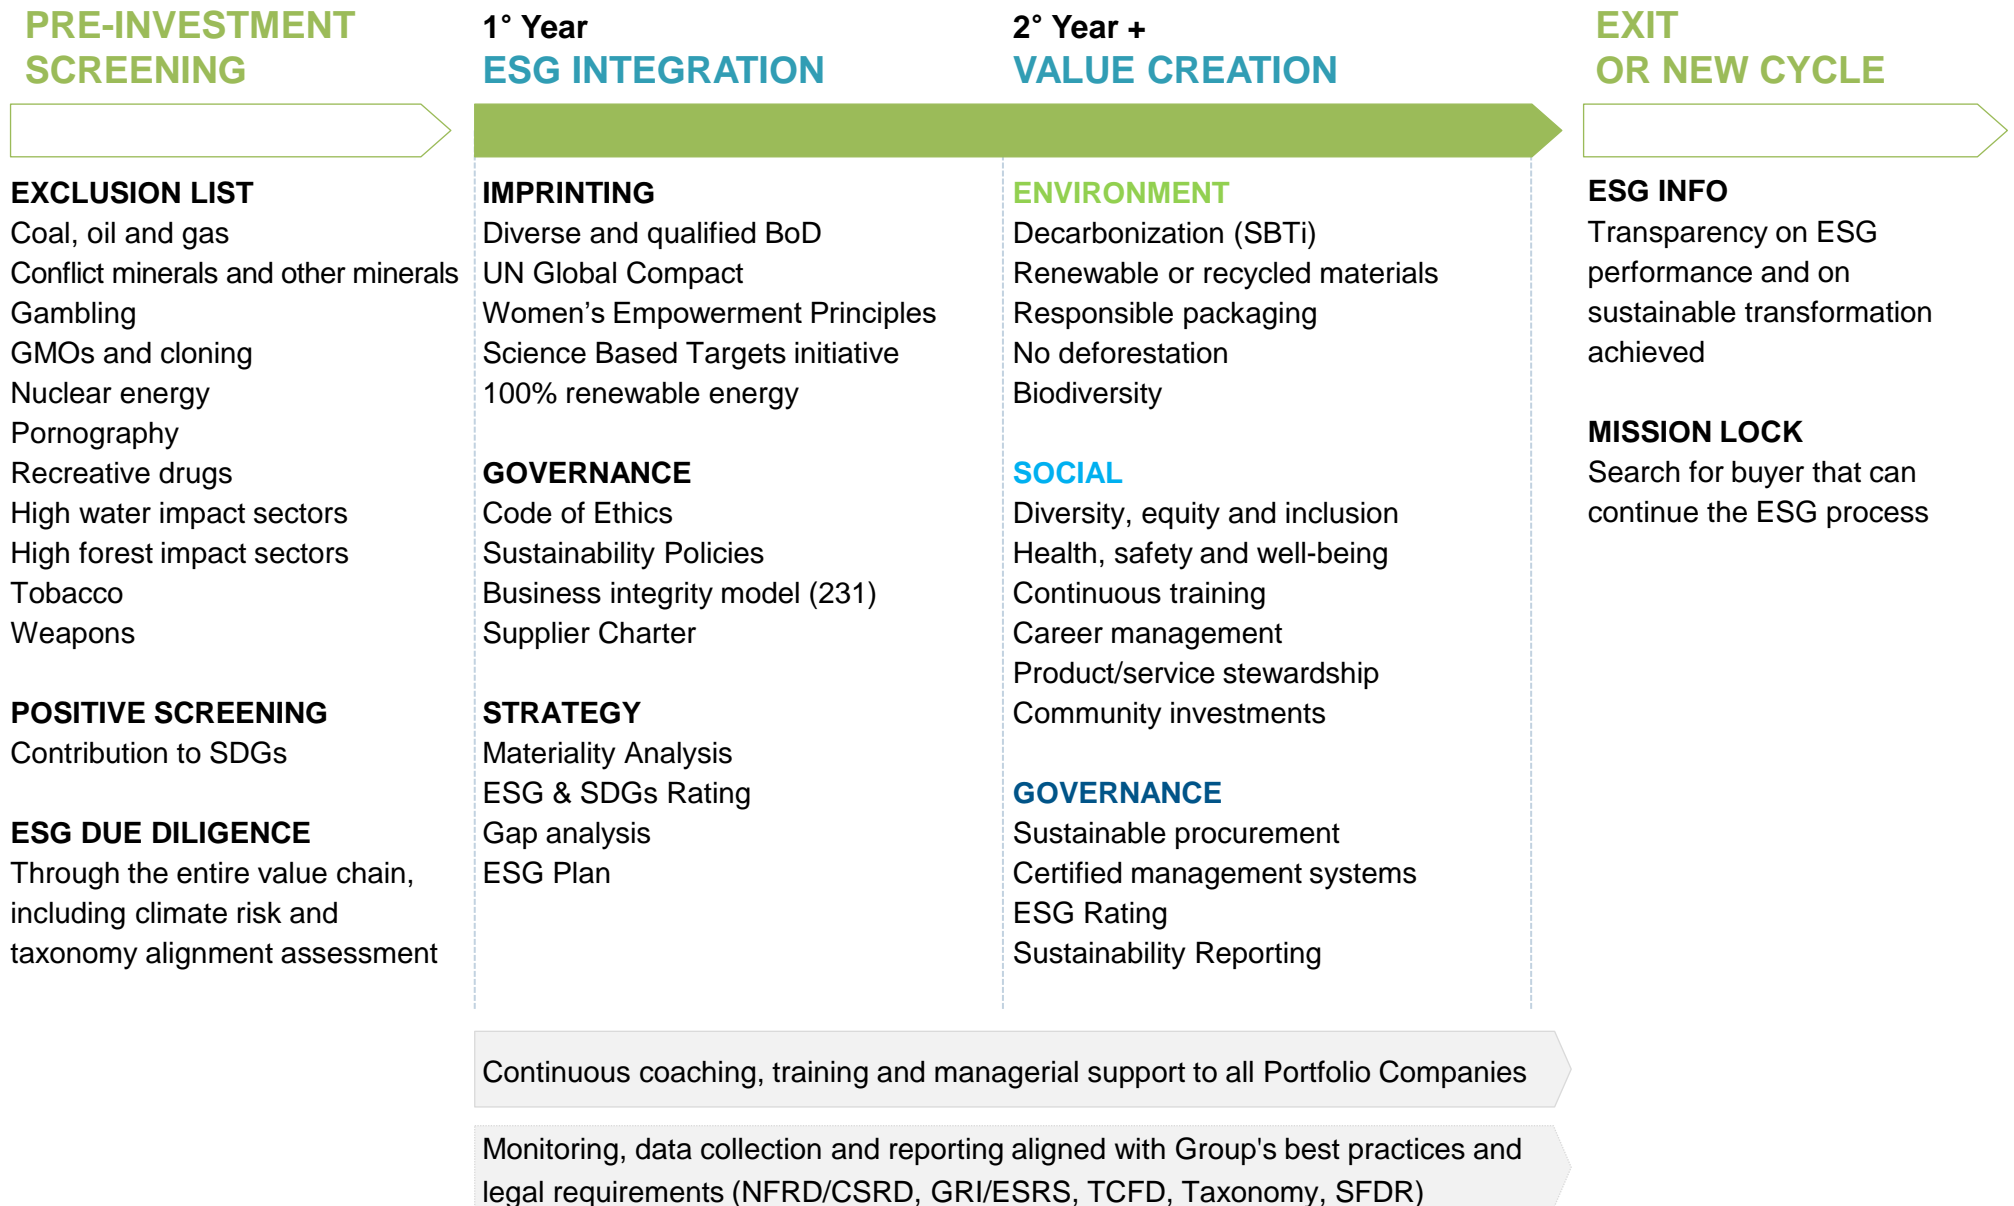 PRE-INVESTMENT
SCREENING
EXCLUSION LIST
Coal, oil and gas
Conflict minerals and other minerals
Gambling
GMOs and cloning
Nuclear energy
Pornography
Recreative drugs
High water impact sectors
High forest impact sectors
Tobacco
Weapons
POSITIVE SCREENING
Contribution to SDGs
ESG DUE DILIGENCE
Through the entire value chain,
including climate risk and
taxonomy alignment assessment
1° Year
ESG INTEGRATION
IMPRINTING
Diverse and qualified BoD
UN Global Compact
Women’s Empowerment Principles
Science Based Targets initiative
100% renewable energy
GOVERNANCE
Code of Ethics
Sustainability Policies
Business integrity model (231)
Supplier Charter
STRATEGY
Materiality Analysis
ESG & SDGs Rating
Gap analysis
ESG Plan
2° Year +
VALUE CREATION
ENVIRONMENT
Decarbonization (SBTi)
Renewable or recycled materials
Responsible packaging
No deforestation
Biodiversity
SOCIAL
Diversity, equity and inclusion
Health, safety and well-being
Continuous training
Career management
Product/service stewardship
Community investments
GOVERNANCE
Sustainable procurement
Certified management systems
ESG Rating
Sustainability Reporting
EXIT
OR NEW CYCLE
ESG INFO
Transparency on ESG
performance and on
sustainable transformation
achieved
MISSION LOCK
Search for buyer that can
continue the ESG process
Continuous coaching, training and managerial support to all Portfolio Companies
Monitoring, data collection and reporting aligned with Group's best practices and
legal requirements (NFRD/CSRD, GRI/ESRS, TCFD, Taxonomy, SFDR)